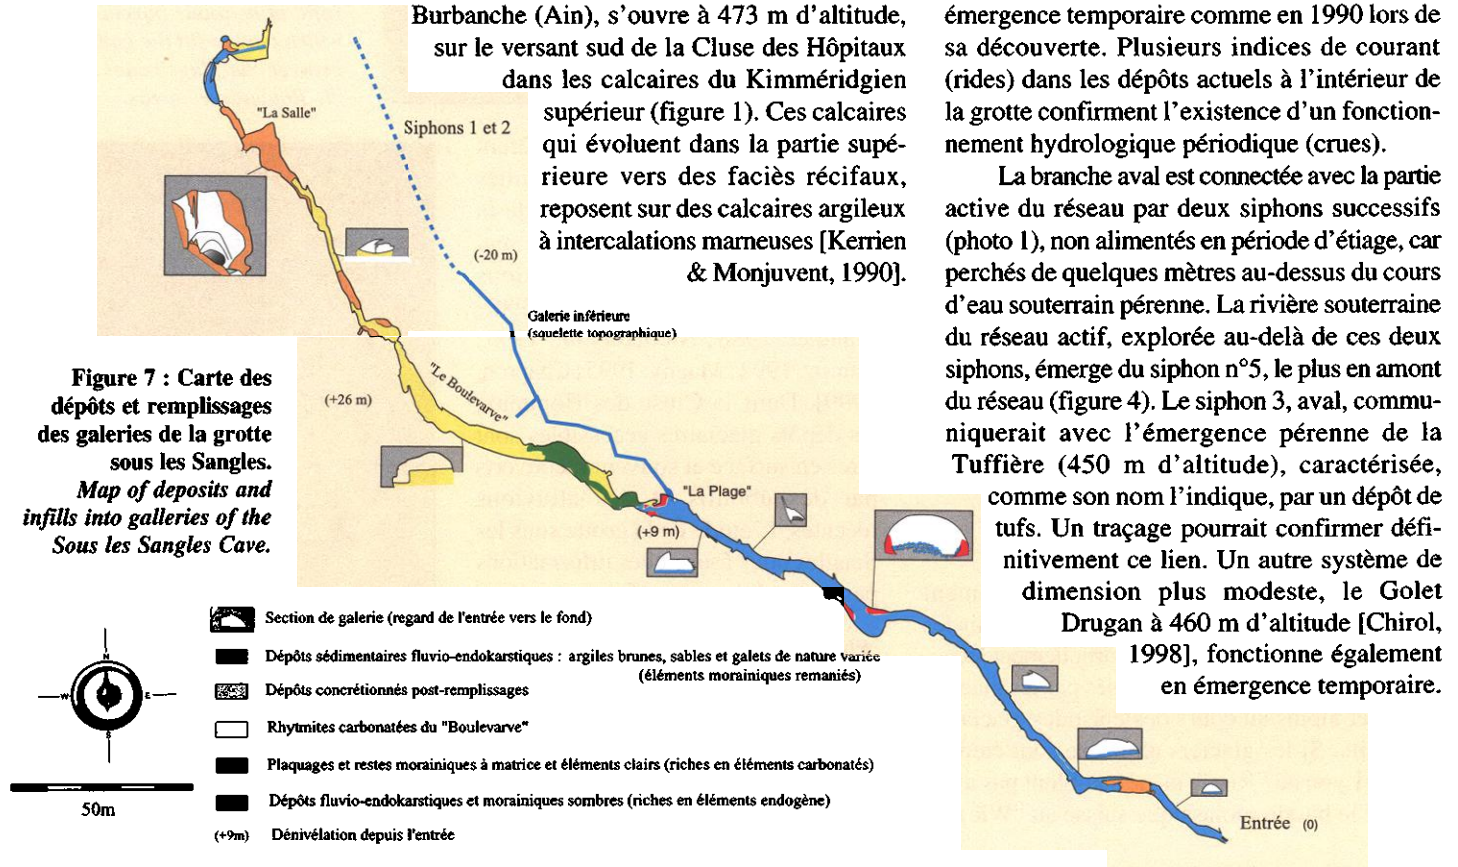 Burbanche (Ain), s'ouvre à 473 m d'altitude,
sur le versant sud de la Cluse des Hôpitaux
dans les calcaires du Kimméridgien
supérieur (figure 1). Ces calcaires
qui évoluent dans la partie supé-
rieure vers des faciès récifaux,
reposent sur des calcaires argileux
à intercalations marneuses [Kerrien
& Monjuvent, 1990].
émergence temporaire comme en 1990 lors de
sa découverte. Plusieurs indices de courant
(rides) dans les dépôts actuels à l'intérieur de
la grotte confirment l'existence d'un fonction-
nement hydrologique périodique (crues).
La branche aval est connectée avec la partie
active du réseau par deux siphons successifs
(photo 1), non alimentés en période d'étiage, car
perchés de quelques mètres au-dessus du cours
d'eau souterrain pérenne. La rivière souterraine
du réseau actif, explorée au-delà de ces deux
siphons, émerge du siphon n°5, le plus en amont
du réseau (figure 4). Le siphon 3, aval, commu-
niquerait avec l'émergence pérenne de la
Tuffière (450 m d'altitude), caractérisée,
comme son nom l'indique, par un dépôt de
tufs. Un traçage pourrait confirmer défi-
nitivement ce lien. Un autre système de
dimension plus modeste, le Golet
Drugan à 460 m d'altitude [Chirol,
1998], fonctionne également
en émergence temporaire.
"La Salle"
Siphons 1 et 2
(-20 m)
Galerie inférieure
(squelette topographique)
"Le Boulevarve"
(+26 m)
"La Plage"
(+9 m)
Entrée (0)
Figure 7 : Carte des
dépôts et remplissages
des galeries de la grotte
sous les Sangles.
Map of deposits and
infills into galleries of the
Sous les Sangles Cave.
N
W
E
S
50m
Section de galerie (regard de l'entrée vers le fond)
Dépôts sédimentaires fluvio-endokarstiques : argiles brunes, sables et galets de nature variée
(éléments morainiques remaniés)
Dépôts concrétionnés post-remplissages
Rhytmites carbonatées du "Boulevarve"
Plaquages et restes morainiques à matrice et éléments clairs (riches en éléments carbonatés)
Dépôts fluvio-endokarstiques et morainiques sombres (riches en éléments endogène)
(+9m) Dénivélation depuis l'entrée